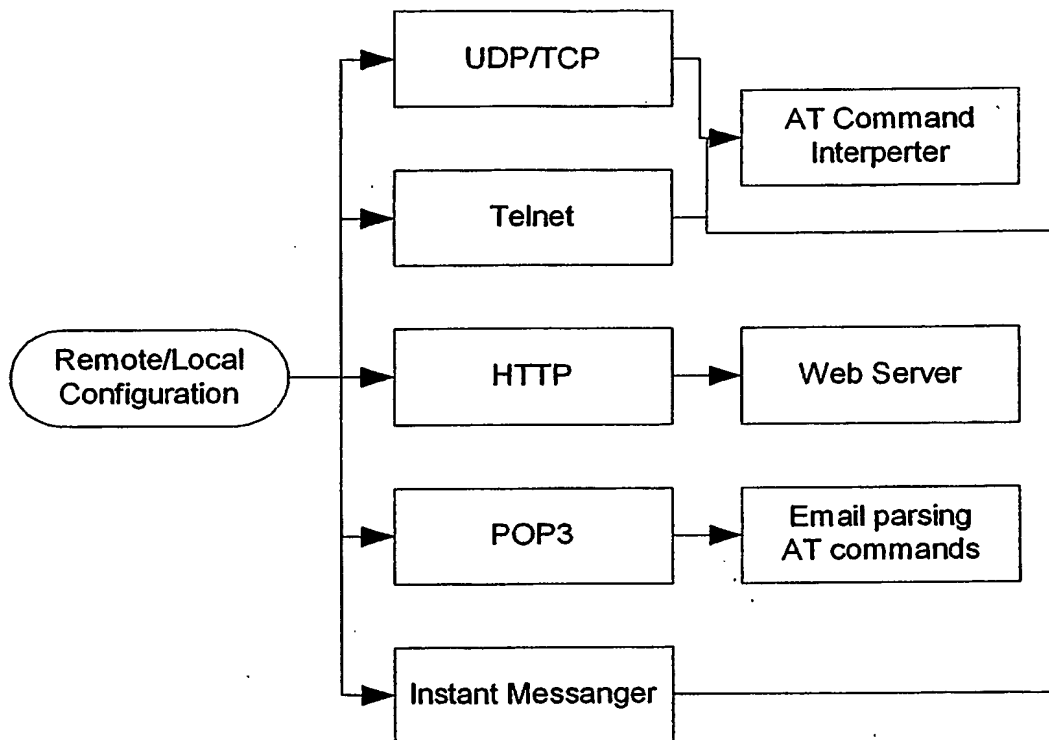 UDP/TCP
AT Command
Interperter
Telnet
Remote/Local
Configuration
HTTP
Web Server
POP3
Email parsing
AT commands
Instant Messanger